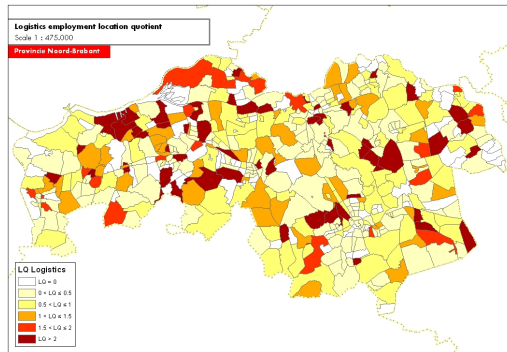 Logistics employment location quotient
Scale 1 : 475.000
Provincie Noord-Brabant
LQ Logistics
LQ = 0
0 < LQ ≤ 0.5
0.5 < LQ ≤ 1
1 < LQ ≤ 1.5
1.5 < LQ ≤ 2
LQ > 2